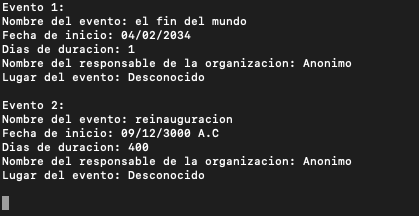 Evento 1:
Nombre del evento: el fin del mundo
Fecha de inicio: 04/02/2034
Dias de duracion: 1
Nombre del responsable de la organizacion: Anonimo
Lugar del evento: Desconocido
Evento 2:
Nombre del evento: reinauguracion
Fecha de inicio: 09/12/3000 A.C
Dias de duracion: 400
Nombre del responsable de la organizacion: Anonimo
Lugar del evento: Desconocido